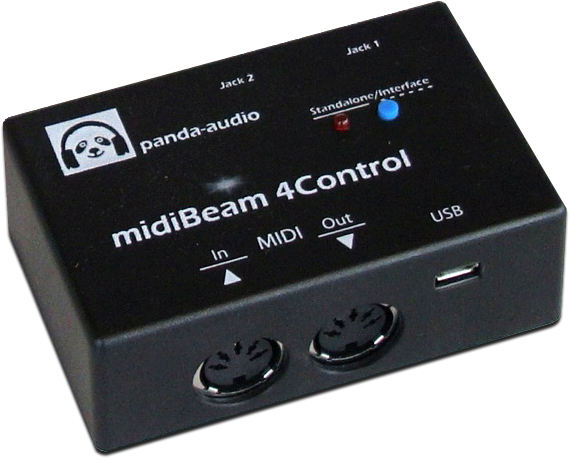 Jack 1
Jack 2
Standalone/Interface
panda-audio
midiBeam 4Control
In MIDI Out
USB